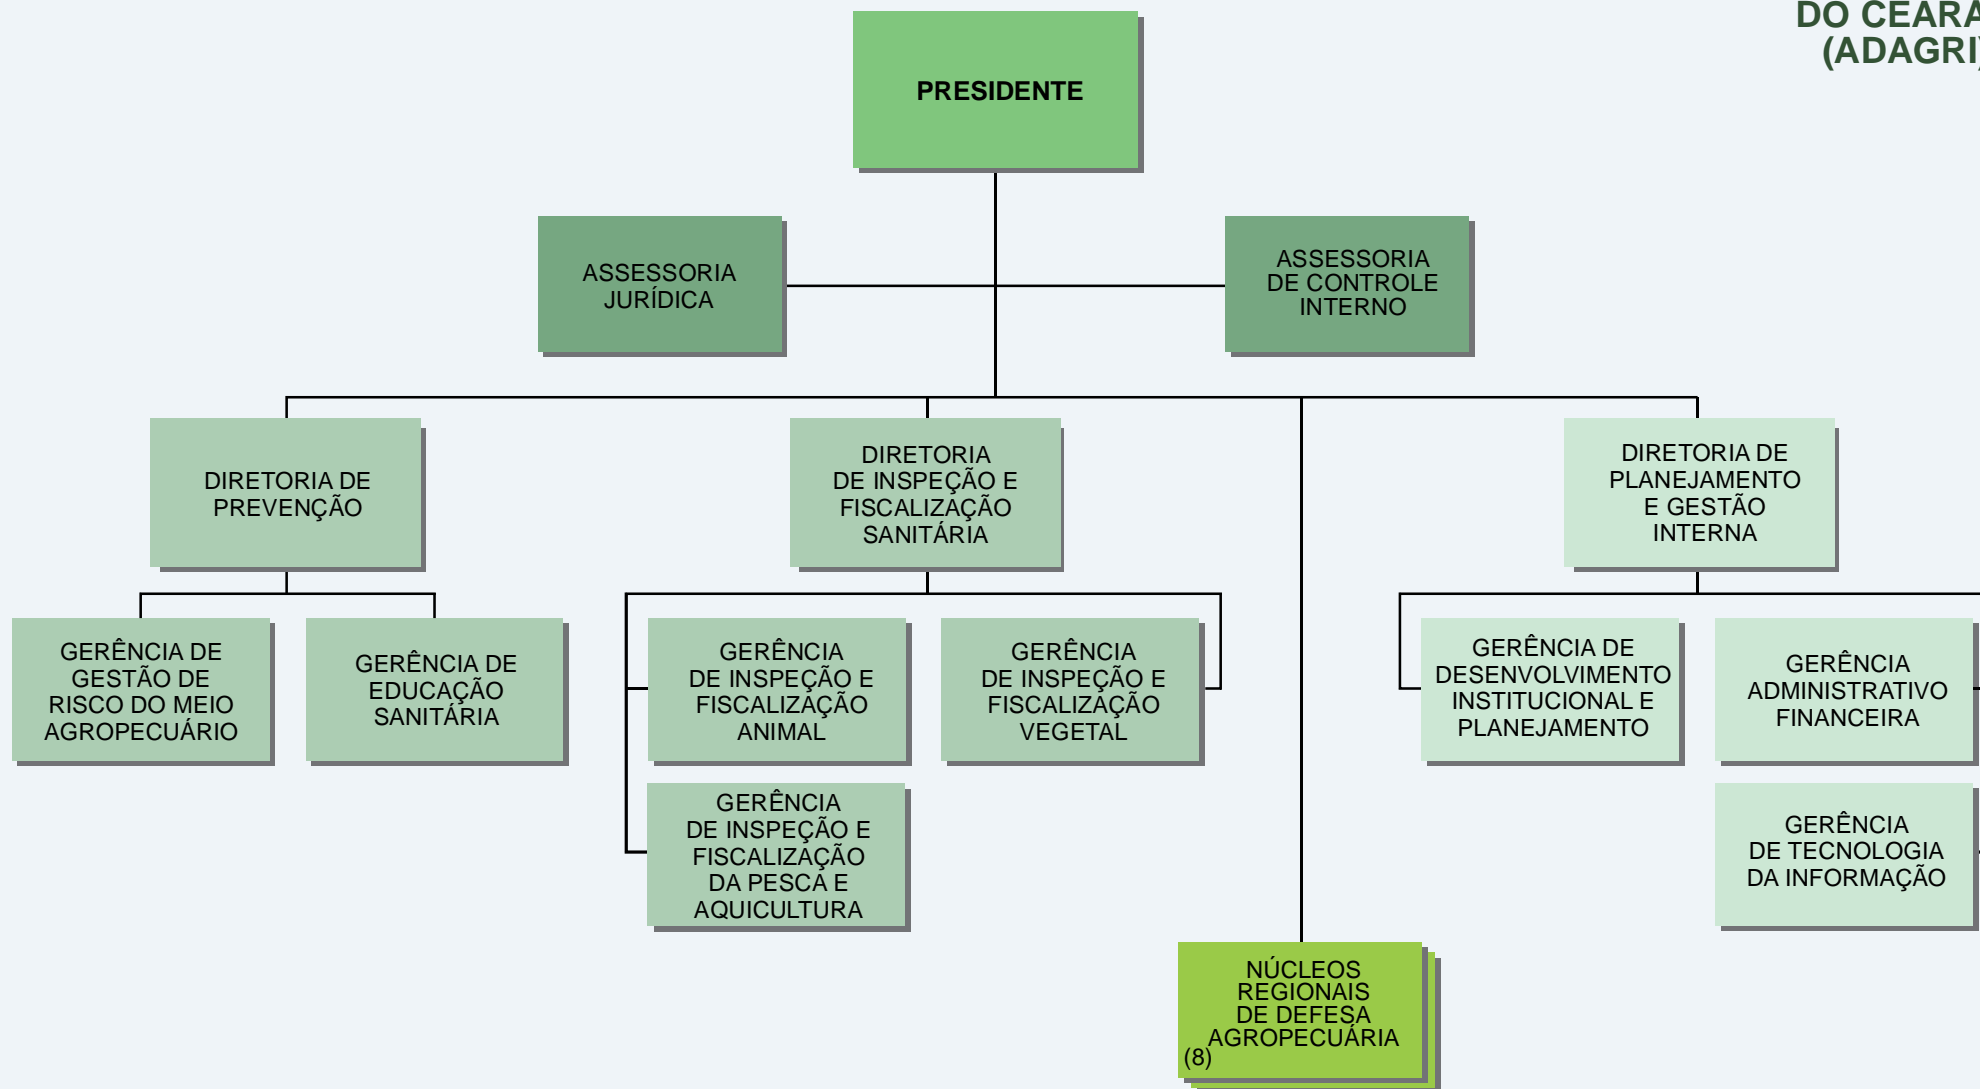 DO CEARÁ
(ADAGRI)
PRESIDENTE
ASSESSORIA
JURÍDICA
ASSESSORIA
DE CONTROLE
INTERNO
DIRETORIA DE
PREVENÇÃO
DIRETORIA
DE INSPEÇÃO E
FISCALIZAÇÃO
SANITÁRIA
DIRETORIA DE
PLANEJAMENTO
E GESTÃO
INTERNA
GERÊNCIA DE
GESTÃO DE
RISCO DO MEIO
AGROPECUÁRIO
GERÊNCIA DE
EDUCAÇÃO
SANITÁRIA
GERÊNCIA
DE INSPEÇÃO E
FISCALIZAÇÃO
ANIMAL
GERÊNCIA
DE INSPEÇÃO E
FISCALIZAÇÃO
VEGETAL
GERÊNCIA DE
DESENVOLVIMENTO
INSTITUCIONAL E
PLANEJAMENTO
GERÊNCIA
ADMINISTRATIVO
FINANCEIRA
GERÊNCIA
DE INSPEÇÃO E
FISCALIZAÇÃO
DA PESCA E
AQUICULTURA
GERÊNCIA
DE TECNOLOGIA
DA INFORMAÇÃO
NÚCLEOS
REGIONAIS
DE DEFESA
AGROPECUÁRIA
(8)